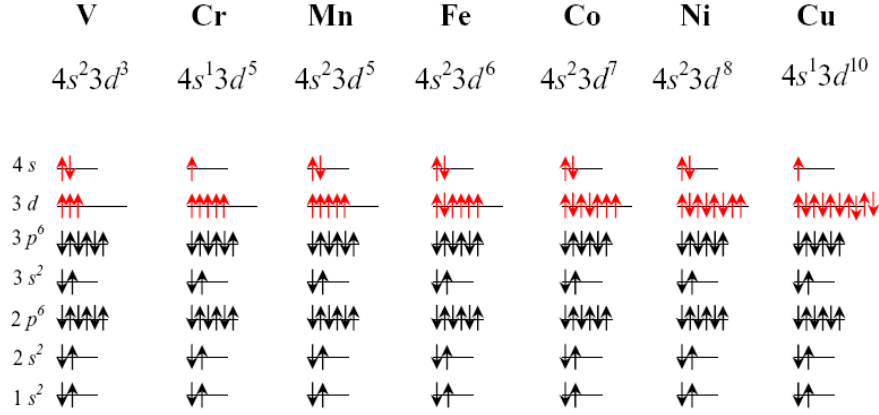 V Cr Mn Fe Co Ni Cu
4s²3d³ 4s¹3d⁵ 4s²3d⁵ 4s²3d⁶ 4s²3d⁷ 4s²3d⁸ 4s¹3d¹⁰
4 s
3 d
3 p⁶
3 s²
2 p⁶
2 s²
1 s²